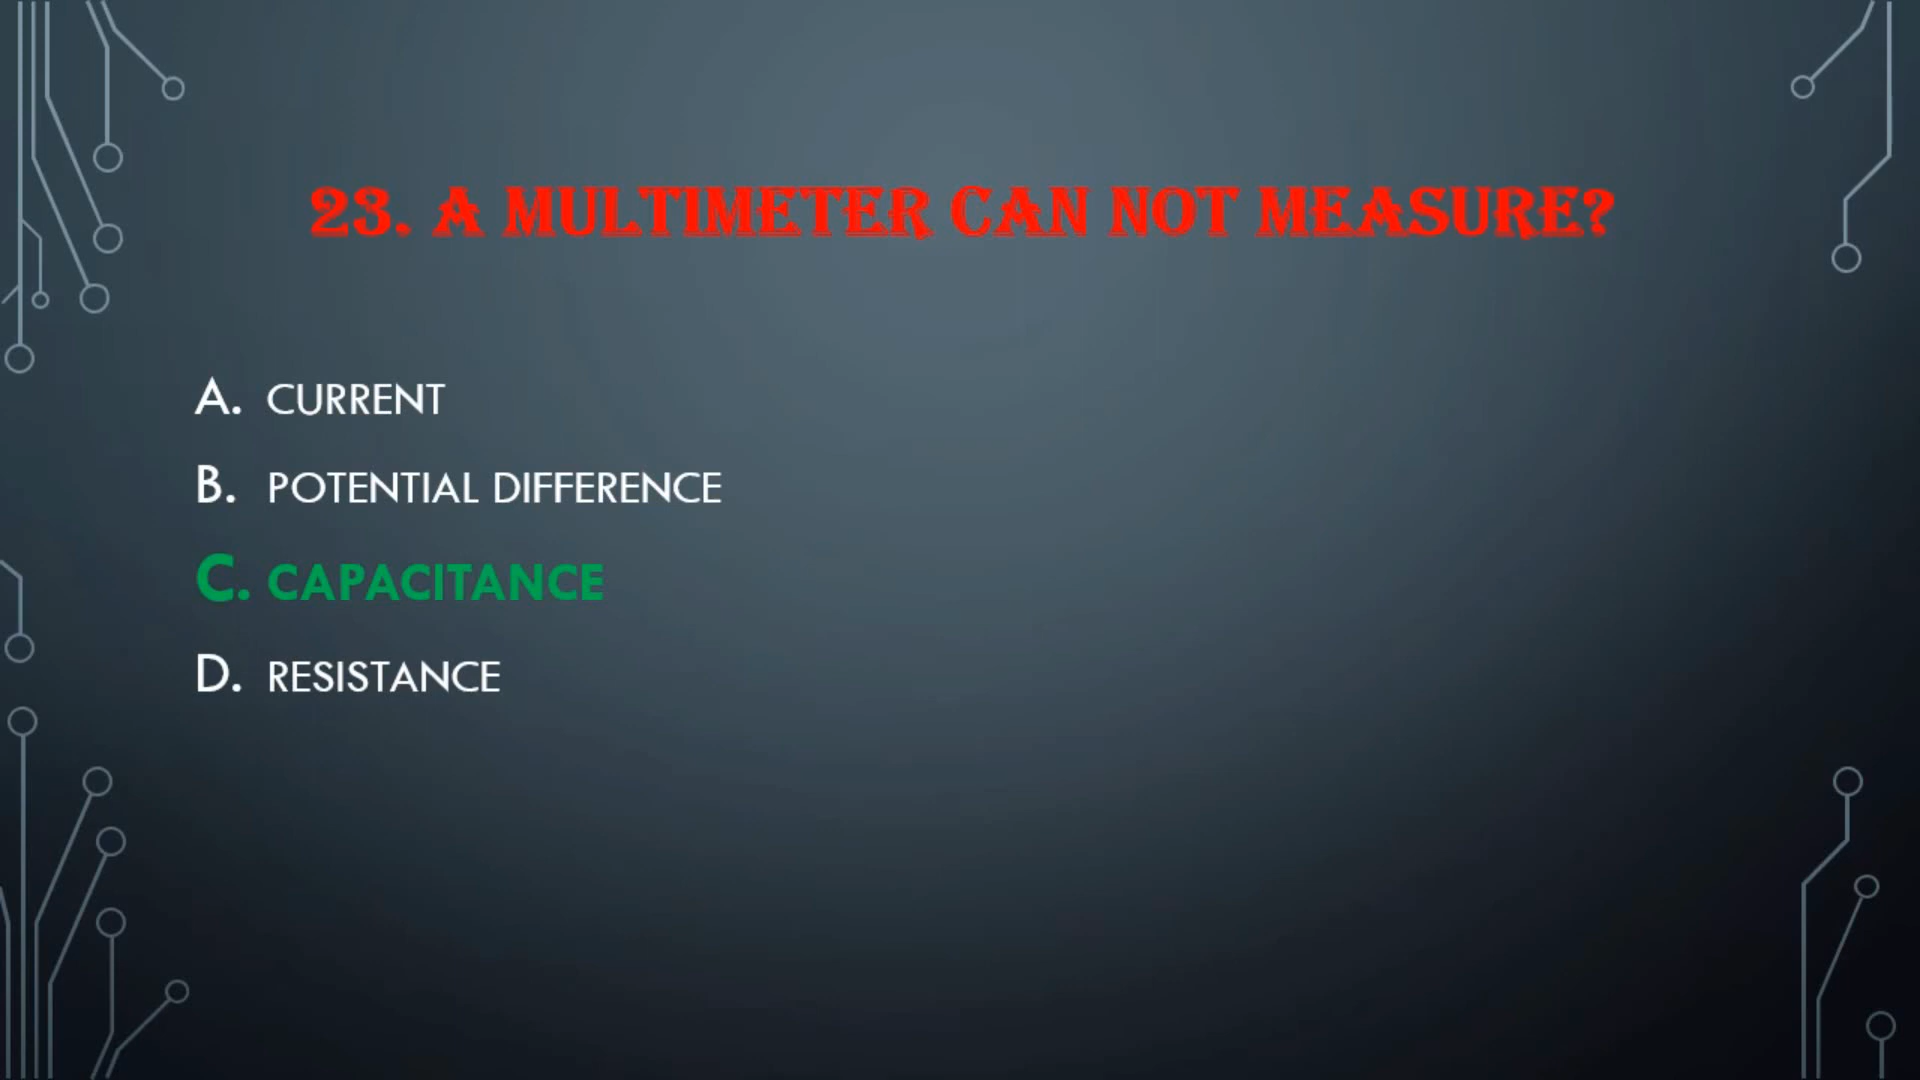 23. A MULTIMETER CAN NOT MEASURE?
A. CURRENT
B. POTENTIAL DIFFERENCE
C. CAPACITANCE
D. RESISTANCE